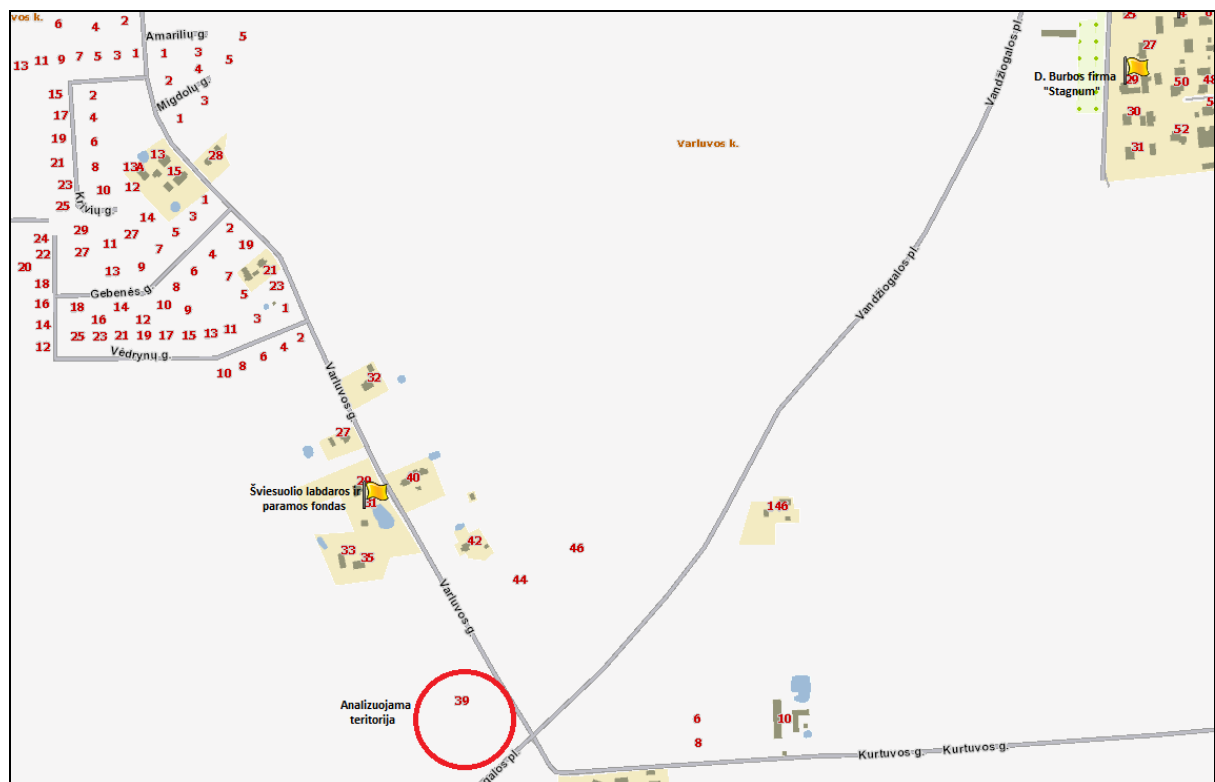 vos k.
6 4 2
Amarilių g. 5
13 11 9 7 5 3 1 1 3 5
4
2
Migdolų g.
3
1
15 2
17 4
19 6
21 8 13A 13 15 28
23 10 12
Krivių g.
25 14 3 1
29 27 5 2
24 11 7 19
22 27 4
20 13 9 6 7 21
18 8 23
Gebenės g. 5
16 18 14 10 9 1
14 16 12 3
25 23 21 19 17 15 13 11 2
12 4
Vėdrynų g. 6
10 8
Varluvos g.
32
27
29
40
Šviesuolio labdaros ir
paramos fondas
31
33 35
42
46
44
Varluvos g.
Analizuojama
teritorija
39
galos pl.
6
8
10
Kurtuvos g. Kurtuvos g.
146
Vandžiogalos pl.
Vandžiogalos pl.
Varluvos k.
D. Burbos firma
"Stagnum"
25 4
27
29 50 48
30 5
31 52